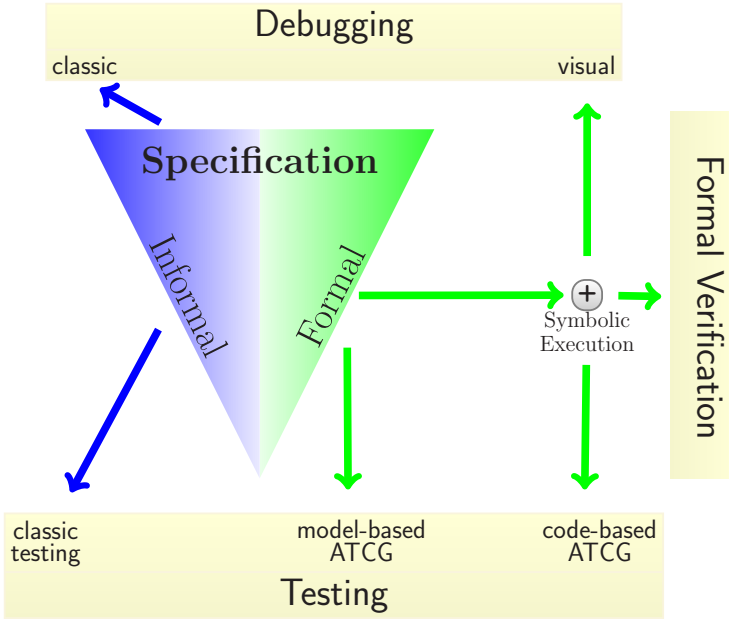 Debugging
classic
visual
Specification
Informal
Formal
+
Symbolic
Execution
Formal Verification
classic
testing
model-based
ATCG
code-based
ATCG
Testing